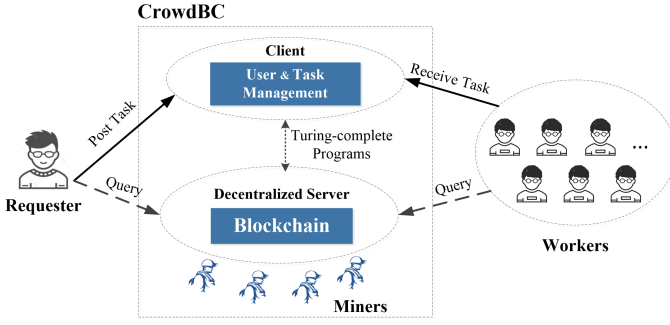 CrowdBC
Client
User & Task
Management
Post Task
Receive Task
Turing-complete
Programs
...
Query
Query
Requester
Decentralized Server
Blockchain
Workers
Miners